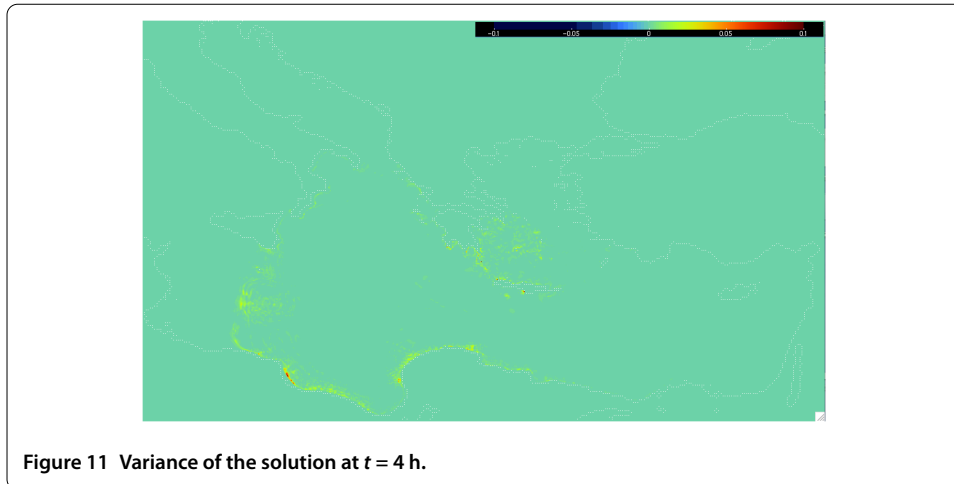 −0.1 −0.05 0 0.05 0.1
Figure 11 Variance of the solution at t = 4 h.